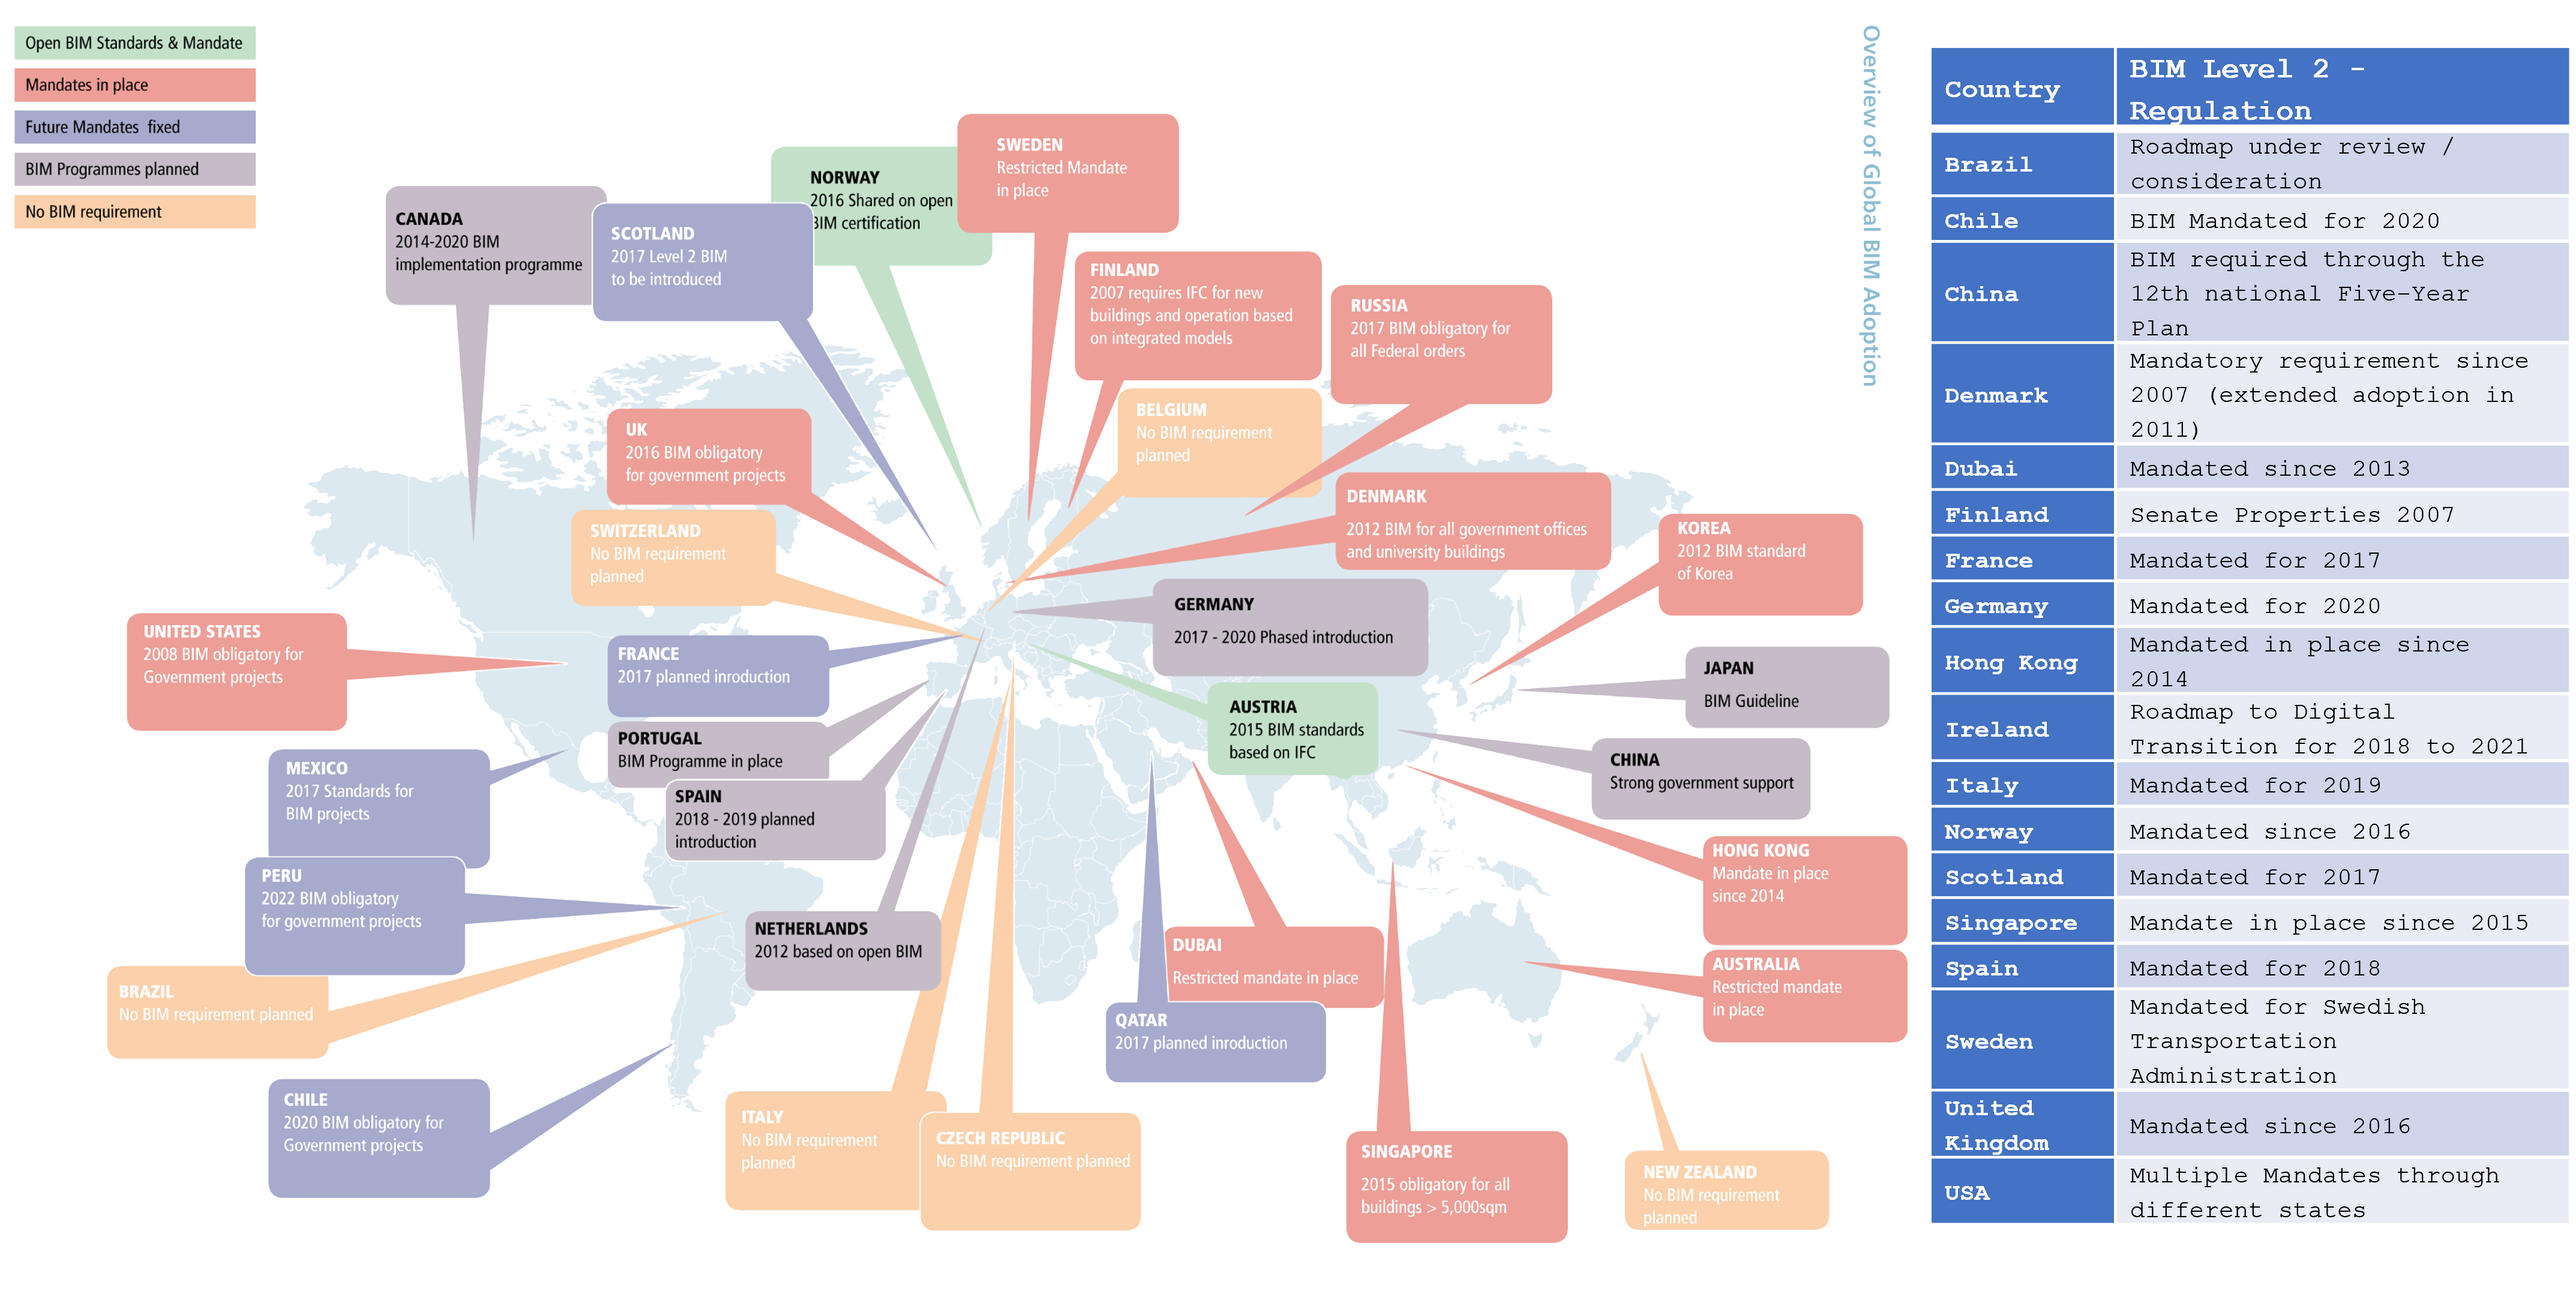 Open BIM Standards & Mandate
Mandates in place
Future Mandates fixed
BIM Programmes planned
No BIM requirement
CANADA
2014-2020 BIM
implementation programme
SCOTLAND
2017 Level 2 BIM
to be introduced
NORWAY
2016 Shared on open
BIM certification
SWEDEN
Restricted Mandate
in place
FINLAND
2007 requires IFC for new
buildings and operation based
on integrated models
RUSSIA
2017 BIM obligatory for
all Federal orders
BELGIUM
No BIM requirement
planned
UK
2016 BIM obligatory
for government projects
SWITZERLAND
No BIM requirement
planned
DENMARK
2012 BIM for all government offices
and university buildings
KOREA
2012 BIM standard
of Korea
GERMANY
2017 - 2020 Phased introduction
UNITED STATES
2008 BIM obligatory for
Government projects
FRANCE
2017 planned inroduction
JAPAN
BIM Guideline
AUSTRIA
2015 BIM standards
based on IFC
PORTUGAL
BIM Programme in place
MEXICO
2017 Standards for
BIM projects
CHINA
Strong government support
SPAIN
2018 - 2019 planned
introduction
PERU
2022 BIM obligatory
for government projects
HONG KONG
Mandate in place
since 2014
NETHERLANDS
2012 based on open BIM
DUBAI
Restricted mandate in place
AUSTRALIA
Restricted mandate
in place
BRAZIL
No BIM requirement planned
QATAR
2017 planned inroduction
CHILE
2020 BIM obligatory for
Government projects
ITALY
No BIM requirement
planned
CZECH REPUBLIC
No BIM requirement planned
SINGAPORE
2015 obligatory for all
buildings > 5,000sqm
NEW ZEALAND
No BIM requirement
planned
Overview of Global BIM Adoption
Country
BIM Level 2 -
Regulation
Brazil
Roadmap under review /
consideration
Chile
BIM Mandated for 2020
China
BIM required through the
12th national Five-Year
Plan
Denmark
Mandatory requirement since
2007 (extended adoption in
2011)
Dubai
Mandated since 2013
Finland
Senate Properties 2007
France
Mandated for 2017
Germany
Mandated for 2020
Hong Kong
Mandated in place since
2014
Ireland
Roadmap to Digital
Transition for 2018 to 2021
Italy
Mandated for 2019
Norway
Mandated since 2016
Scotland
Mandated for 2017
Singapore
Mandate in place since 2015
Spain
Mandated for 2018
Sweden
Mandated for Swedish
Transportation
Administration
United
Kingdom
Mandated since 2016
USA
Multiple Mandates through
different states